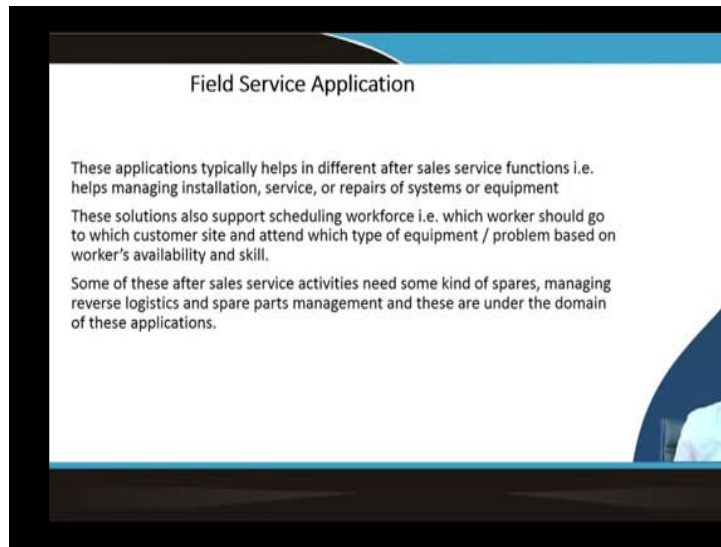 Field Service Application
These applications typically helps in different after sales service functions i.e.
helps managing installation, service, or repairs of systems or equipment
These solutions also support scheduling workforce i.e. which worker should go
to which customer site and attend which type of equipment / problem based on
worker's availability and skill.
Some of these after sales service activities need some kind of spares, managing
reverse logistics and spare parts management and these are under the domain
of these applications.